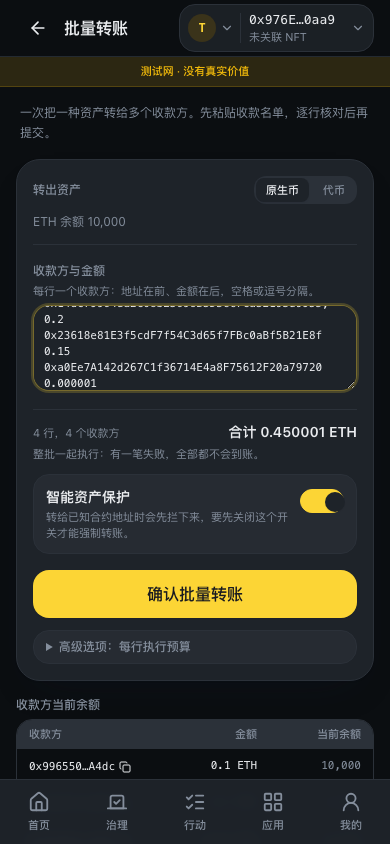 批量转账
T
0x976E…0aa9
未关联 NFT
测试网 · 没有真实价值
一次把一种资产转给多个收款方。先粘贴收款名单，逐行核对后再
提交。
转出资产
原生币
代币
ETH 余额 10,000
收款方与金额
每行一个收款方：地址在前、金额在后，空格或逗号分隔。
0.2
0x23618e81E3f5cdF7f54C3d65f7FBc0aBf5B21E8f
0.15
0xa0Ee7A142d267C1f36714E4a8F75612F20a79720
0.000001
4 行，4 个收款方
合计 0.450001 ETH
整批一起执行：有一笔失败，全部都不会到账。
智能资产保护
转给已知合约地址时会先拦下来，要先关闭这个开
关才能强制转账。
确认批量转账
高级选项：每行执行预算
收款方当前余额
收款方
金额
当前余额
0x996550…A4dc
0.1 ETH
10,000
首页
治理
行动
应用
我的